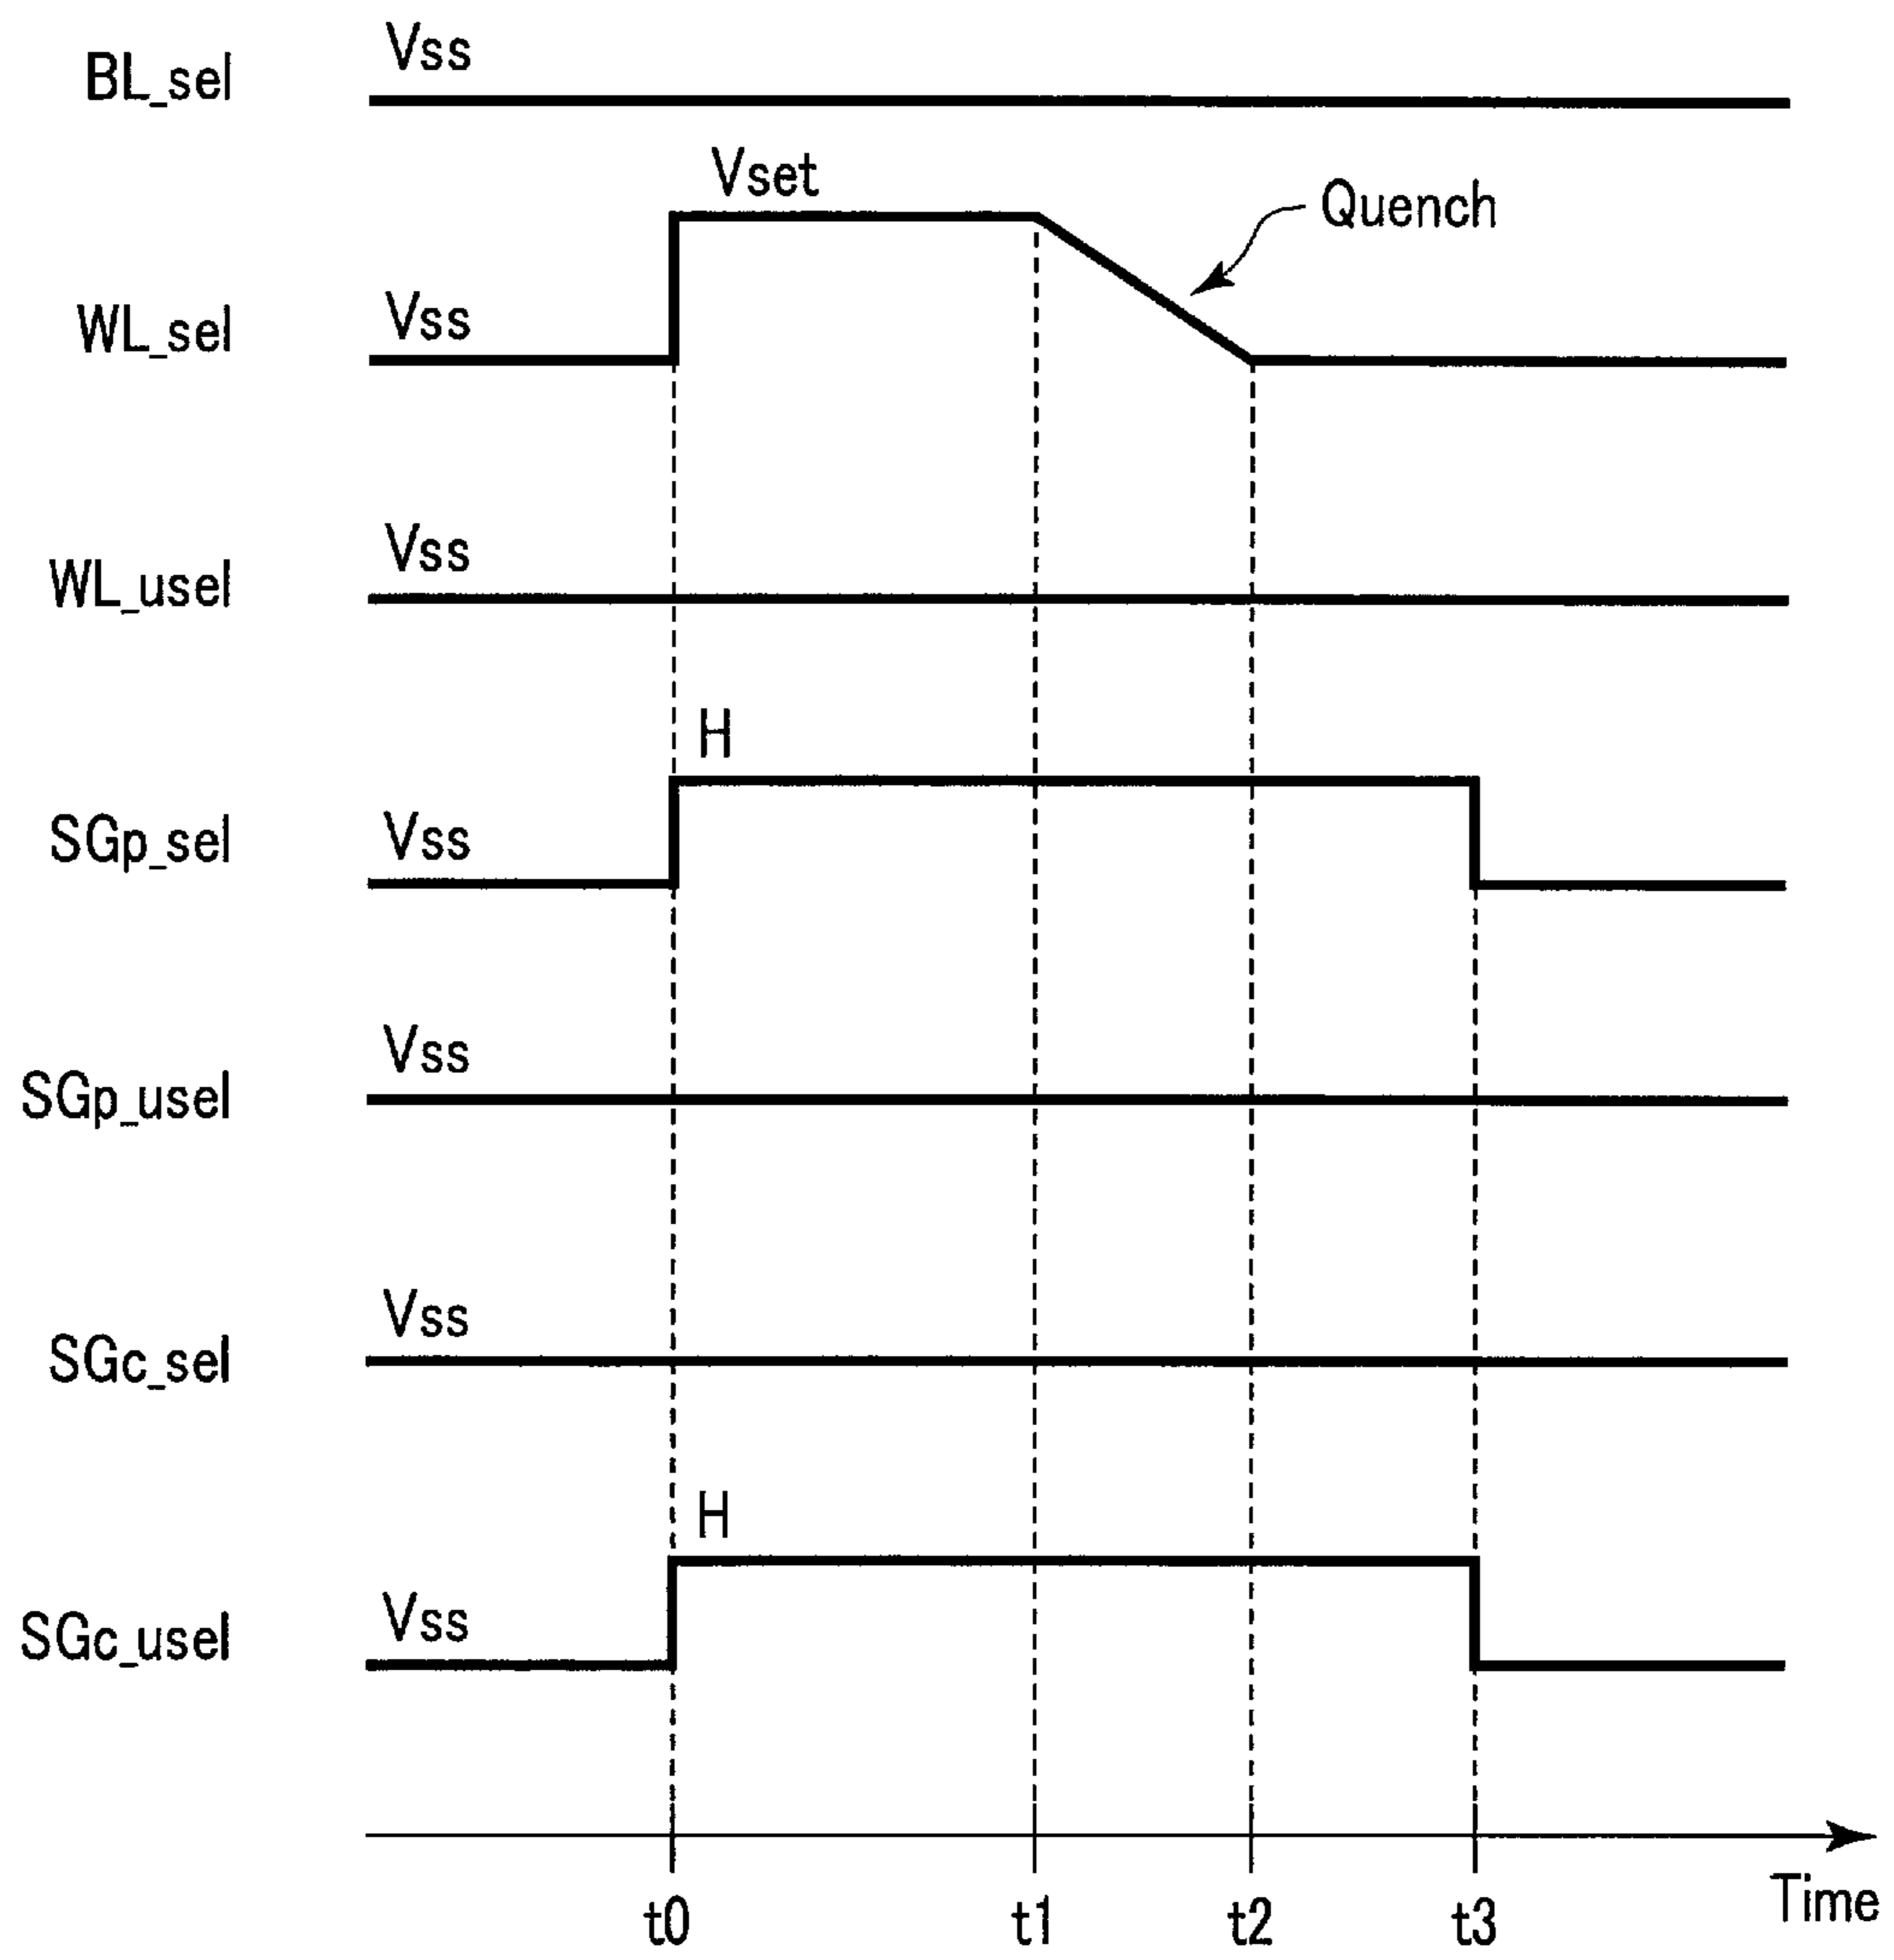 Vss
BL_sel
Vset
Quench
Vss
WL_sel
Vss
WL_usel
H
Vss
SGp_sel
Vss
SGp_usel
Vss
SGc_sel
H
Vss
SGc_usel
Time
t0 t1 t2 t3